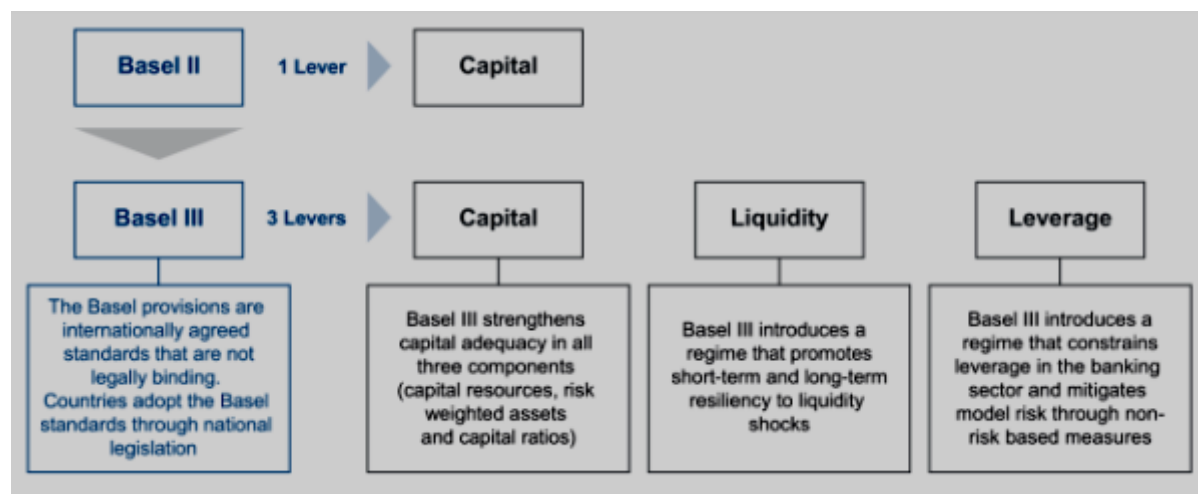 Basel II
1 Lever
Capital
Basel III
3 Levers
Capital
Liquidity
Leverage
The Basel provisions are
internationally agreed
standards that are not
legally binding.
Countries adopt the Basel
standards through national
legislation
Basel III strengthens
capital adequacy in all
three components
(capital resources, risk
weighted assets
and capital ratios)
Basel III introduces a
regime that promotes
short-term and long-term
resiliency to liquidity
shocks
Basel III introduces a
regime that constrains
leverage in the banking
sector and mitigates
model risk through non-
risk based measures